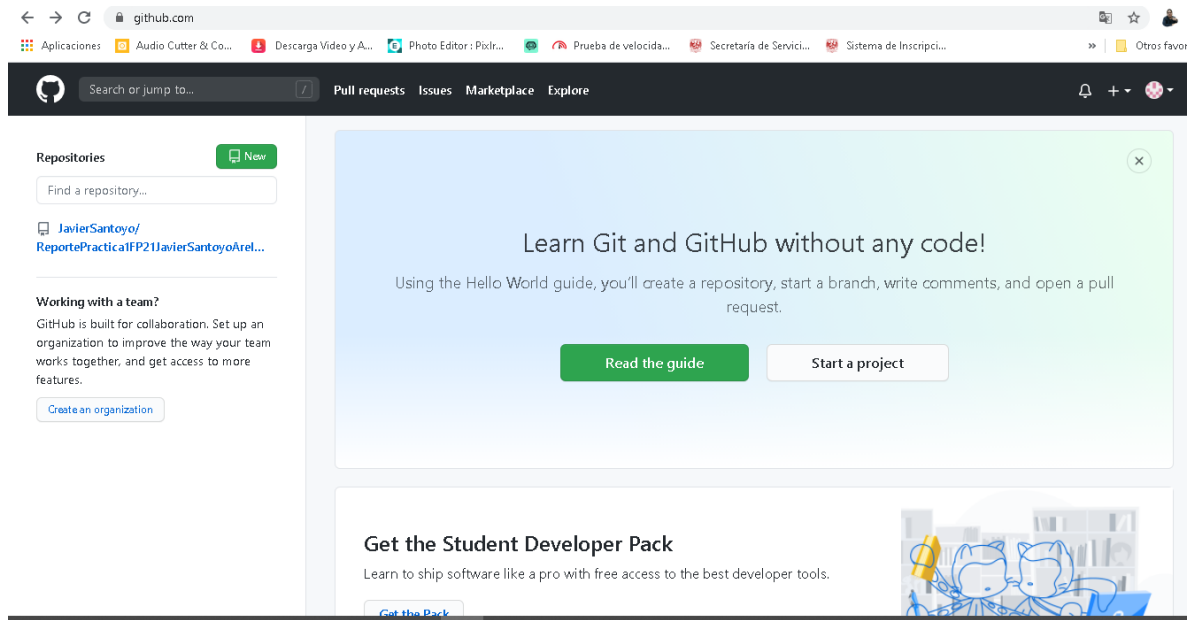 github.com
Aplicaciones Audio Cutter & Co... Descarga Video y A... Photo Editor : Pixlr... Prueba de velocida... Secretaría de Servici... Sistema de Inscripci... » Otros favor
Search or jump to... / Pull requests Issues Marketplace Explore
Repositories New
Find a repository...
JavierSantoyo/
ReportePractica1FP21JavierSantoyoArel...
Working with a team?
GitHub is built for collaboration. Set up an
organization to improve the way your team
works together, and get access to more
features.
Create an organization
Learn Git and GitHub without any code!
Using the Hello World guide, you'll create a repository, start a branch, write comments, and open a pull
request.
Read the guide Start a project
Get the Student Developer Pack
Learn to ship software like a pro with free access to the best developer tools.
Get the Pack